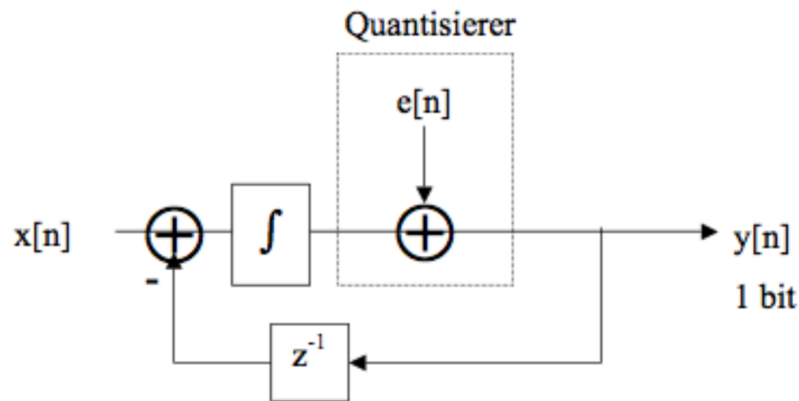 Quantisierer
e[n]
x[n]
∫
y[n]
-
1 bit
z⁻¹